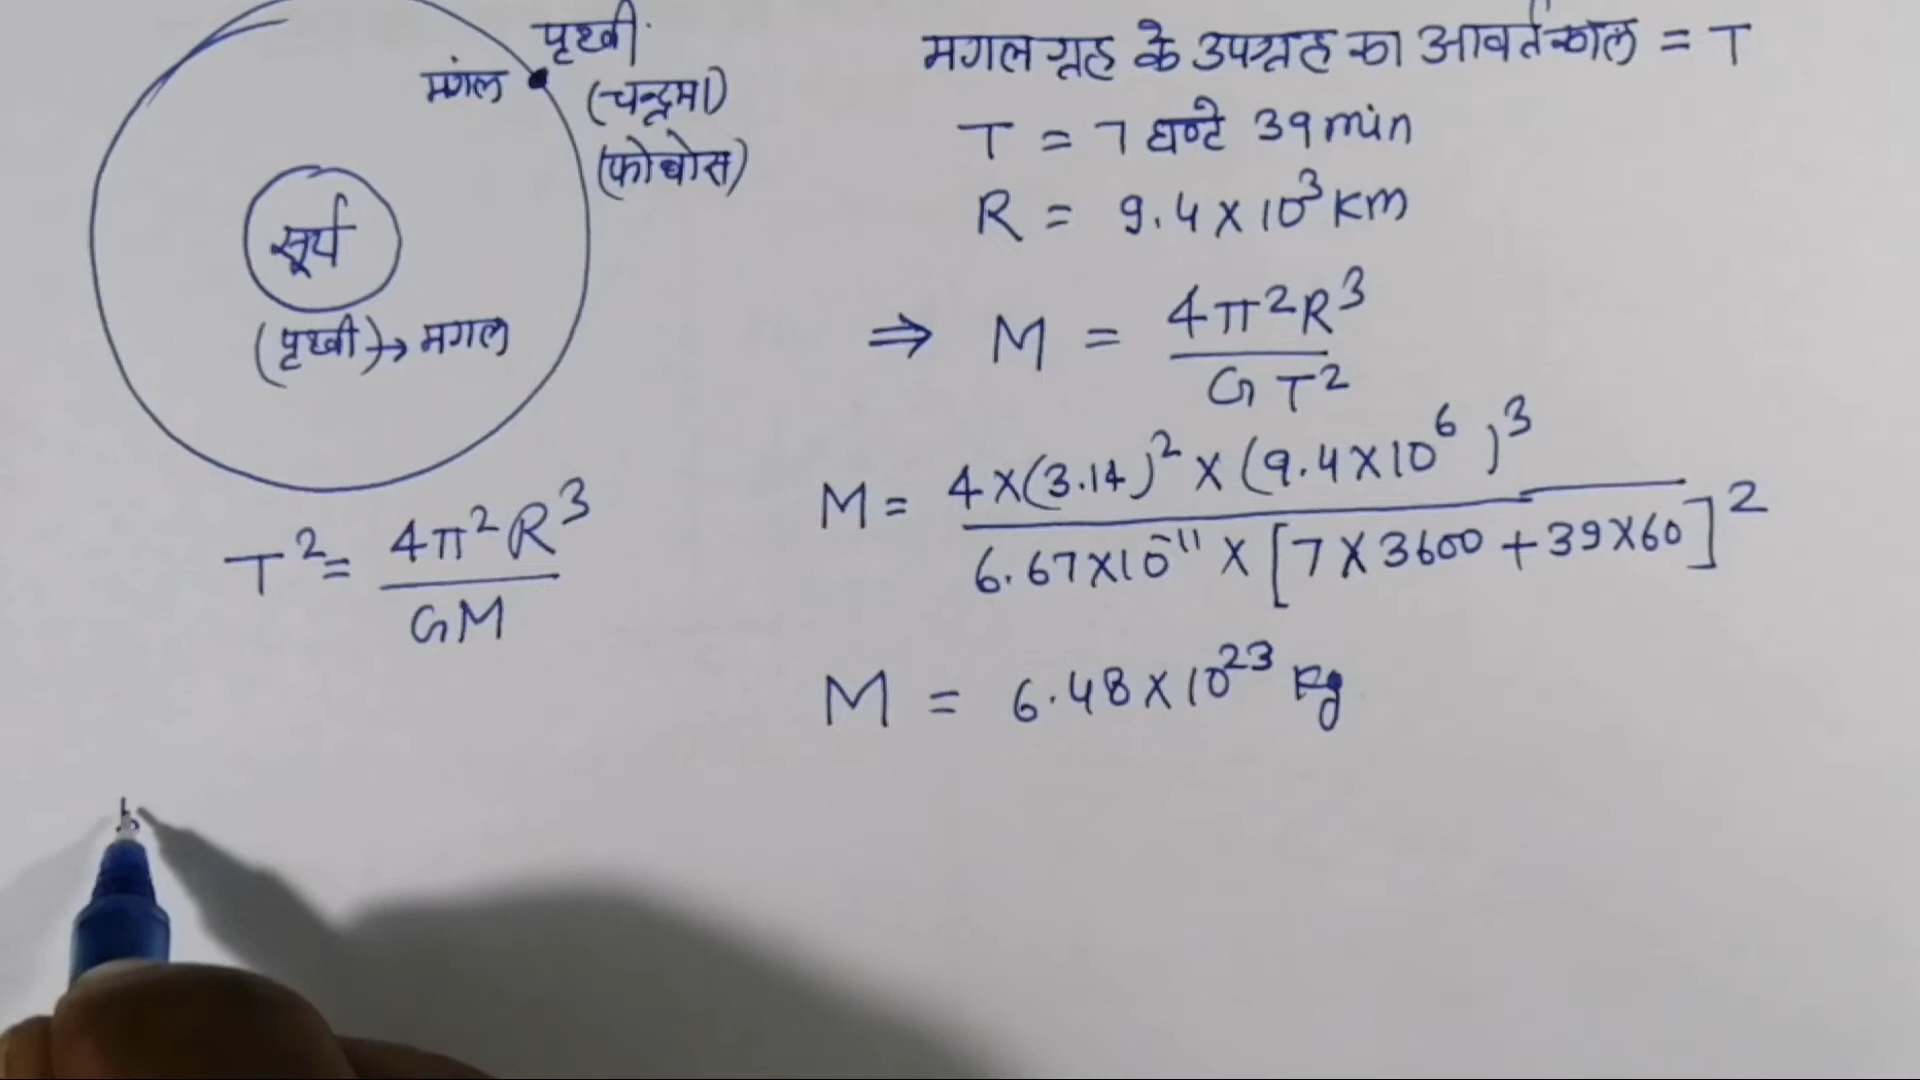 पृथ्वी
मंगल
(चन्द्रमा)
(फोबोस)
सूर्य
(पृथ्वी)→ मगल
T² = 4π²R³ / GM
मगल ग्रह के उपग्रह का आवर्तकाल = T
T = 7 घण्टे 39 min
R = 9.4 × 10³ Km
⇒ M = 4π²R³ / GT²
M = 4×(3.14)² × (9.4×10⁶)³ / 6.67×10⁻¹¹ × [7 × 3600 + 39×60]²
M = 6.48 × 10²³ Kg